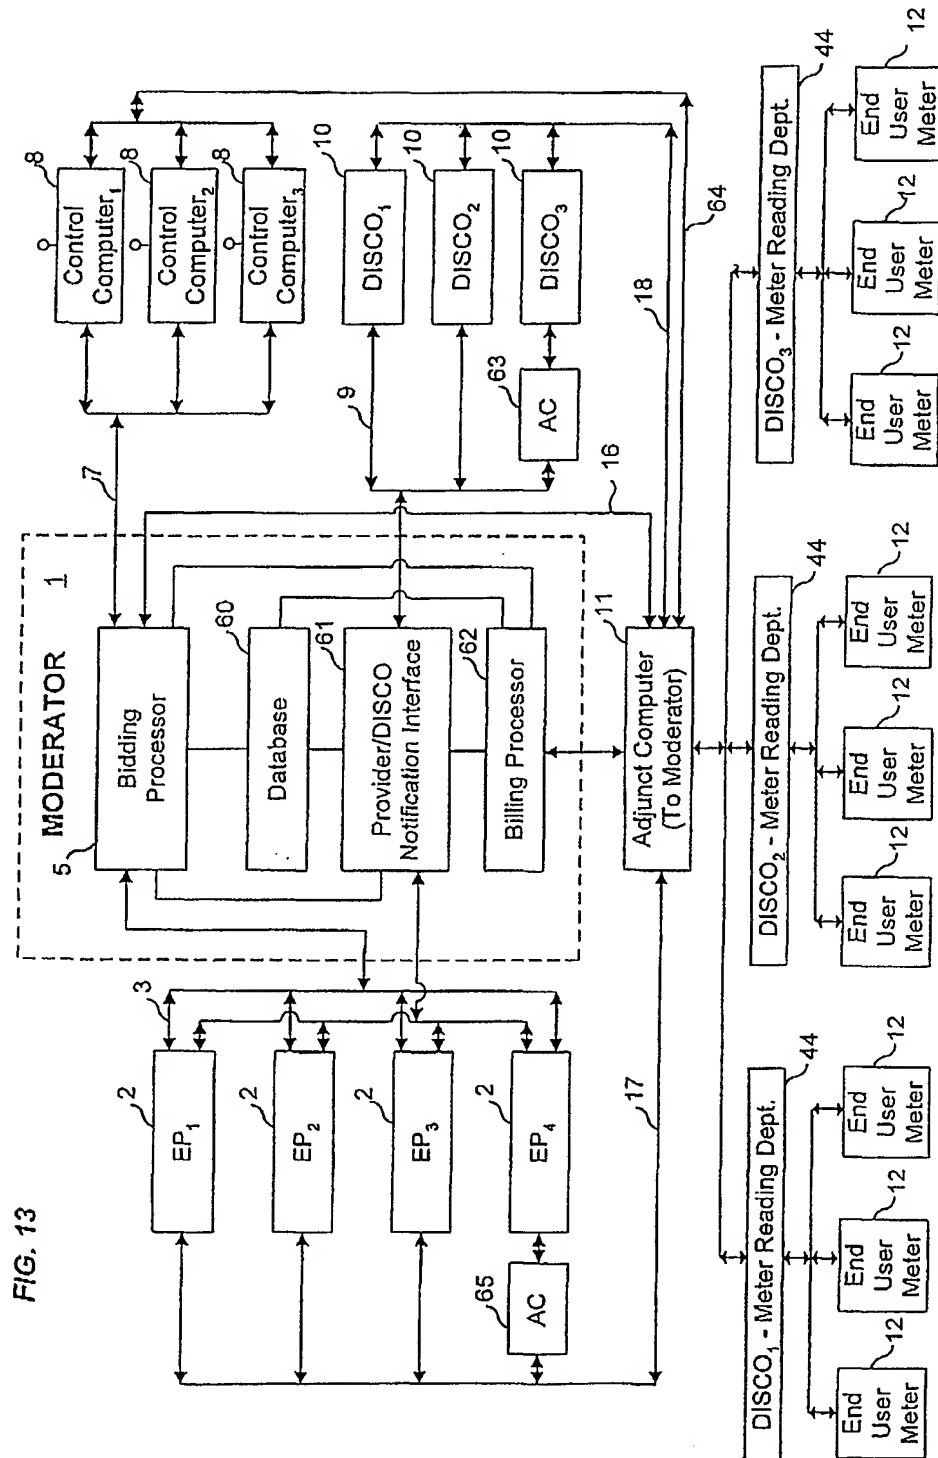 FIG. 13
MODERATOR
1
5
Bidding
Processor
60
Database
61
Provider/DISCO
Notification Interface
62
Billing Processor
2
EP1
2
EP2
2
EP3
2
EP4
3
65
AC
17
7
8
Control
Computer1
8
Control
Computer2
8
Control
Computer3
9
10
DISCO1
10
DISCO2
10
DISCO3
63
AC
16
18
64
11
Adjunct Computer
(To Moderator)
44
DISCO1 - Meter Reading Dept.
12
End
User
Meter
12
End
User
Meter
12
End
User
Meter
44
DISCO2 - Meter Reading Dept.
12
End
User
Meter
12
End
User
Meter
12
End
User
Meter
44
DISCO3 - Meter Reading Dept.
12
End
User
Meter
12
End
User
Meter
12
End
User
Meter